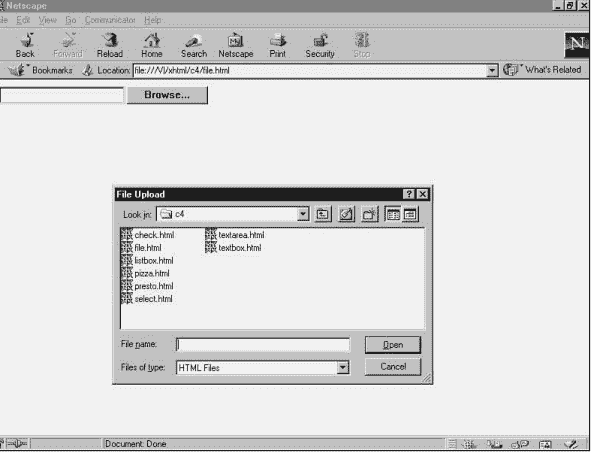 Netscape
Edit View Go Communicator Help
Back Forward Reload Home Search Netscape Print Security Stop
N
Bookmarks Location: file:///V|/xhtml/c4/file.html What's Related
Browse...
File Upload
Look in: c4
check.html textarea.html
file.html textbox.html
listbox.html
pizza.html
presto.html
select.html
File name: Open
Files of type: HTML Files Cancel
Document: Done